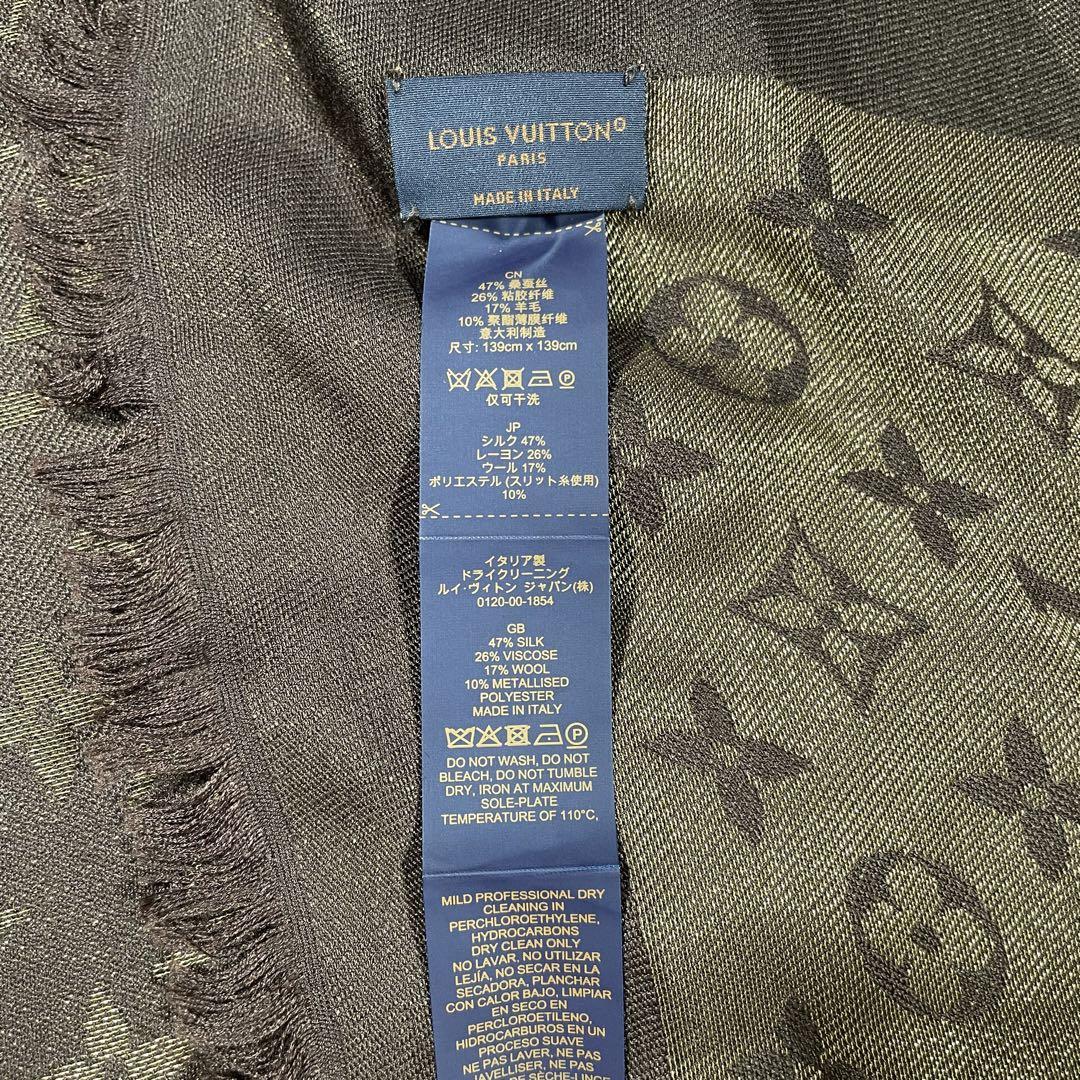 LOUIS VUITTON®
PARIS
MADE IN ITALY
CN
47% 桑蚕丝
26% 粘胶纤维
17% 羊毛
10% 聚酯薄膜纤维
意大利制造
尺寸: 139cm x 139cm
P
仅可干洗
JP
シルク 47%
レーヨン 26%
ウール 17%
ポリエステル (スリット糸使用)
10%
イタリア製
ドライクリーニング
ルイ・ヴィトン ジャパン(株)
0120-00-1854
GB
47% SILK
26% VISCOSE
17% WOOL
10% METALLISED
POLYESTER
MADE IN ITALY
P
DO NOT WASH, DO NOT
BLEACH, DO NOT TUMBLE
DRY, IRON AT MAXIMUM
SOLE-PLATE
TEMPERATURE OF 110°C,
MILD PROFESSIONAL DRY
CLEANING IN
PERCHLOROETHYLENE,
HYDROCARBONS
DRY CLEAN ONLY
NO LAVAR, NO UTILIZAR
LEJÍA, NO SECAR EN LA
SECADORA, PLANCHAR
CON CALOR BAJO, LIMPIAR
EN SECO EN
PERCLOROETILENO,
HIDROCARBUROS EN UN
PROCESO SUAVE
NE PAS LAVER, NE PAS
JAVELLISER, NE PAS
DE SÈCHE-LINGE